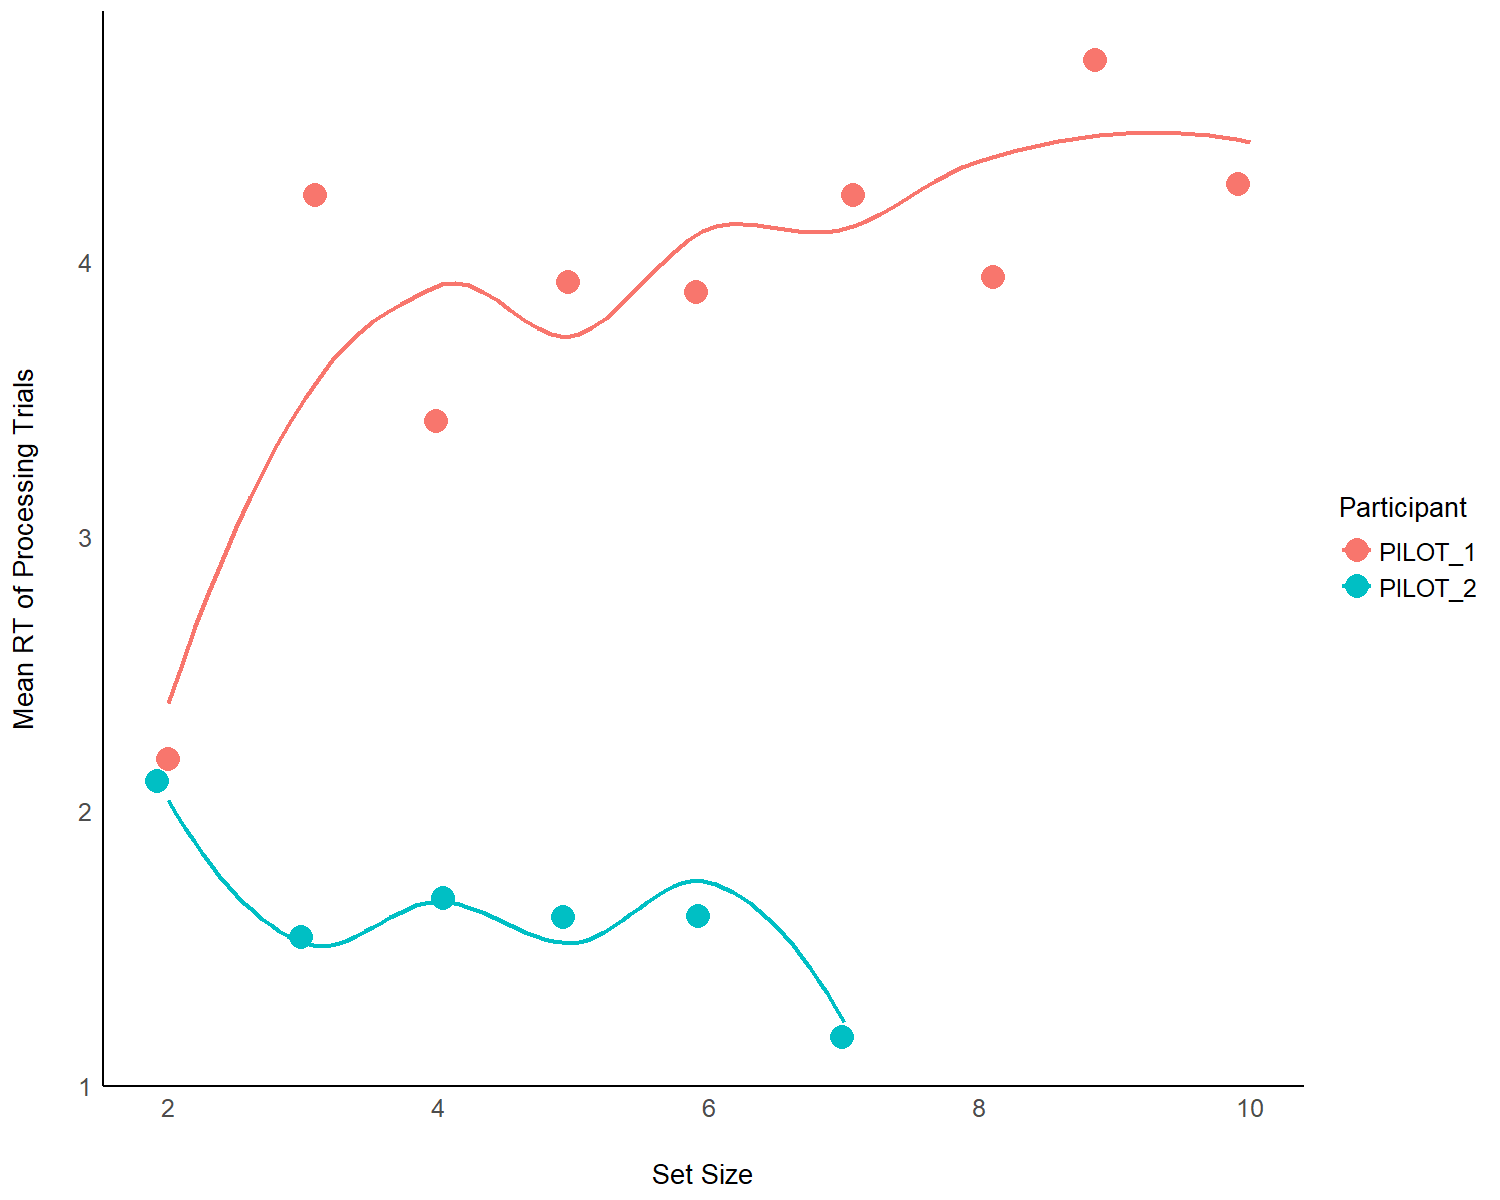 Mean RT of Processing Trials
4
3
2
1
2 4 6 8 10
Set Size
Participant
PILOT_1
PILOT_2